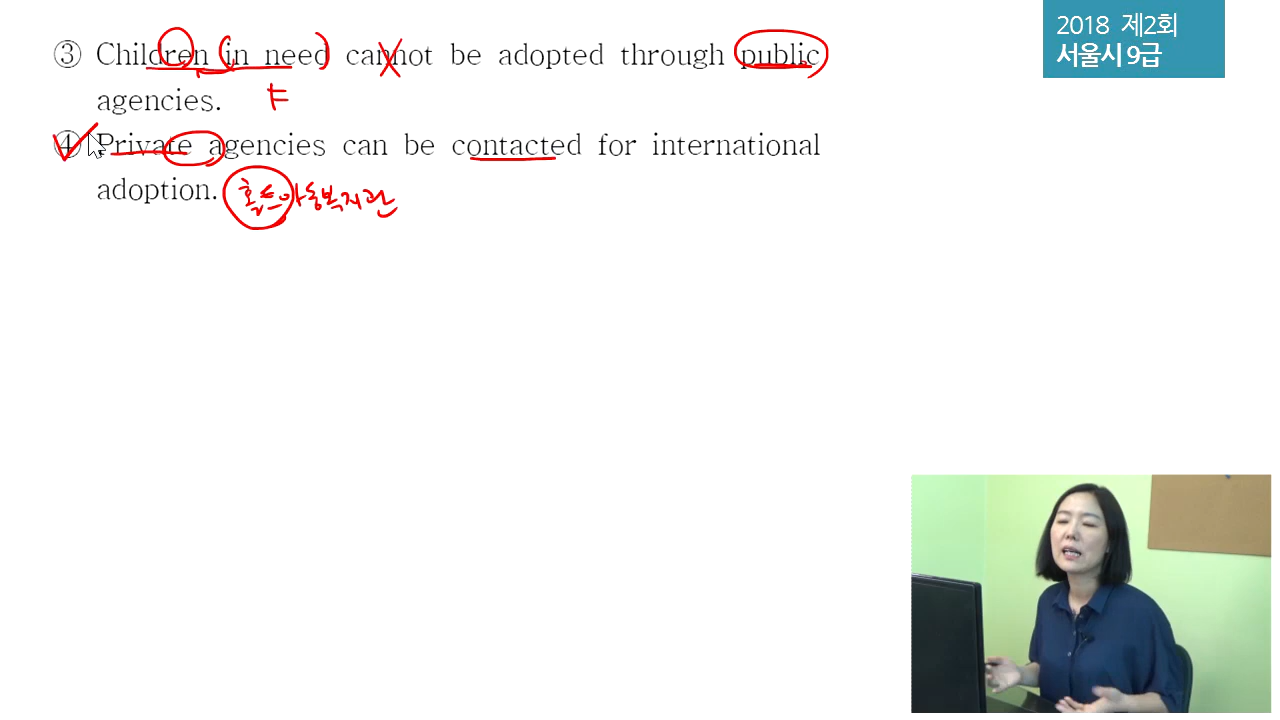 ③ Children in need cannot be adopted through public
agencies. F
④ Private agencies can be contacted for international
adoption. 홀트아동복지관
2018 제2회
서울시 9급